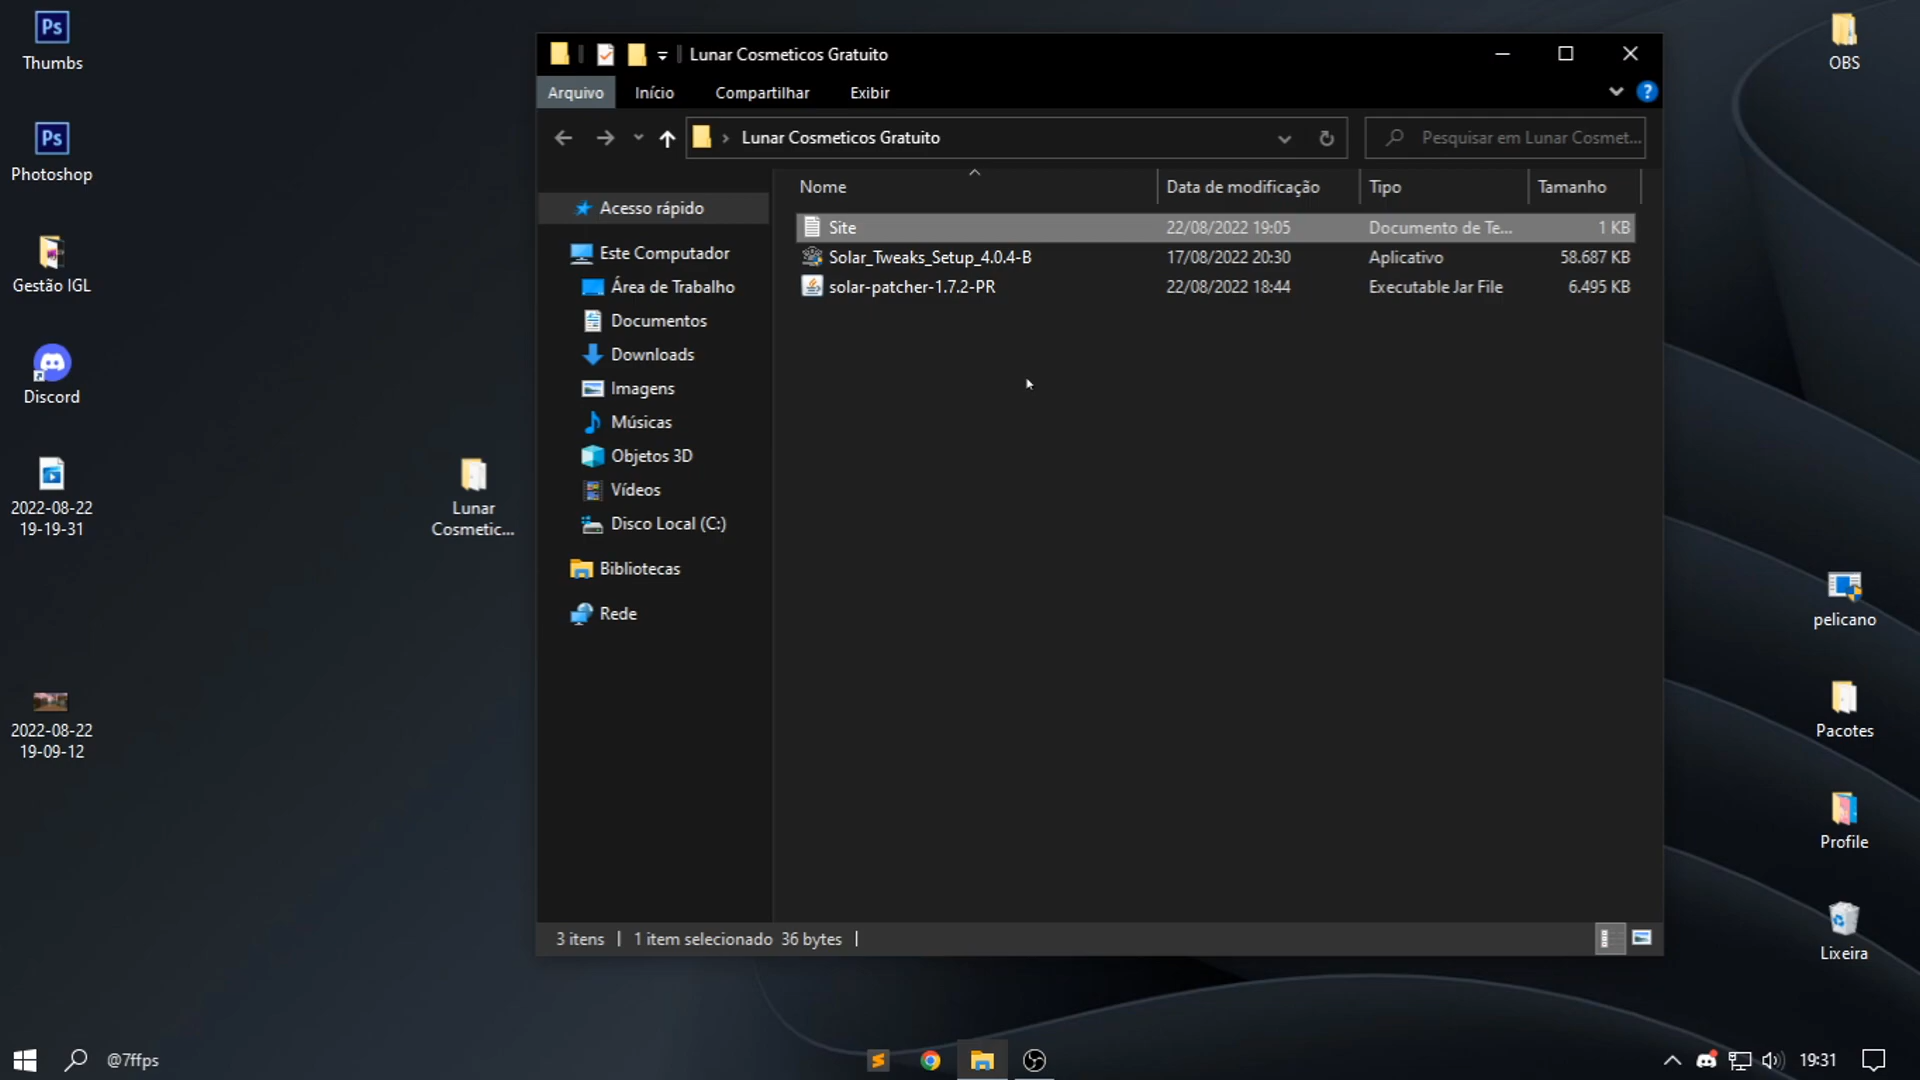 Thumbs
Photoshop
Gestão IGL
Discord
2022-08-22
19-19-31
2022-08-22
19-09-12
Lunar
Cosmetic...
Lunar Cosmeticos Gratuito
Arquivo Início Compartilhar Exibir
Lunar Cosmeticos Gratuito
Pesquisar em Lunar Cosmet...
Nome Data de modificação Tipo Tamanho
Site 22/08/2022 19:05 Documento de Te... 1 KB
Solar_Tweaks_Setup_4.0.4-B 17/08/2022 20:30 Aplicativo 58.687 KB
solar-patcher-1.7.2-PR 22/08/2022 18:44 Executable Jar File 6.495 KB
Acesso rápido
Este Computador
Área de Trabalho
Documentos
Downloads
Imagens
Músicas
Objetos 3D
Vídeos
Disco Local (C:)
Bibliotecas
Rede
3 itens 1 item selecionado 36 bytes
OBS
pelicano
Pacotes
Profile
Lixeira
@7ffps
19:31